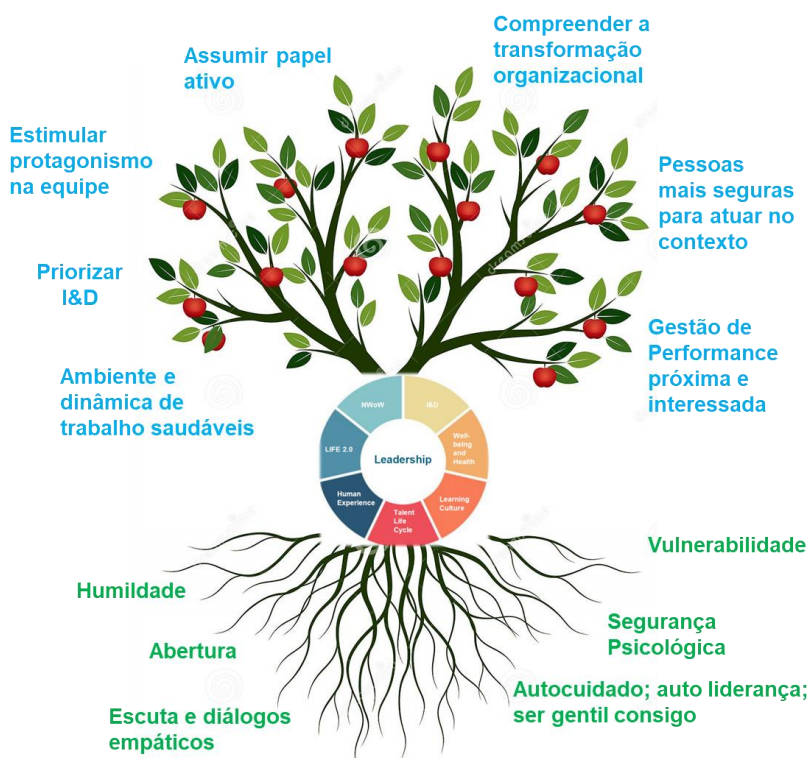 Compreender a
transformação
organizacional
Assumir papel
ativo
Estimular
protagonismo
na equipe
Pessoas
mais seguras
para atuar no
contexto
Priorizar
I&D
Gestão de
Performance
próxima e
interessada
Ambiente e
dinâmica de
trabalho saudáveis
NWoW
I&D
LIFE 2.0
Well-
being
and
Health
Leadership
Human
Experience
Learning
Culture
Talent
Life
Cycle
Vulnerabilidade
Humildade
Segurança
Psicológica
Abertura
Autocuidado; auto liderança;
ser gentil consigo
Escuta e diálogos
empáticos